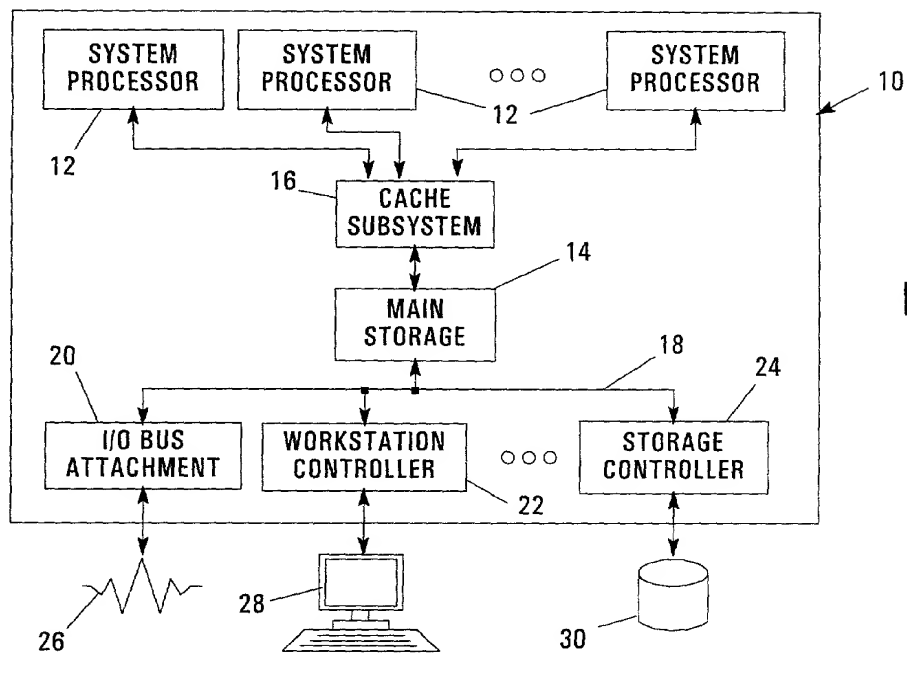 SYSTEM
PROCESSOR
SYSTEM
PROCESSOR
SYSTEM
PROCESSOR
10
12
12
16
CACHE
SUBSYSTEM
14
MAIN
STORAGE
20
18
24
I/O BUS
ATTACHMENT
WORKSTATION
CONTROLLER
STORAGE
CONTROLLER
22
26
28
30